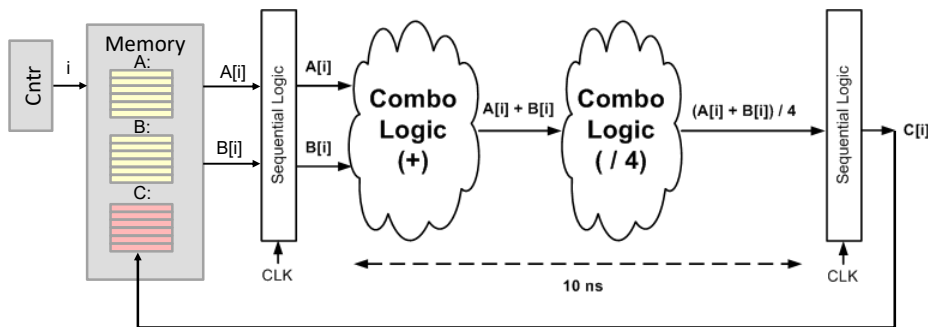 Cntr
i
Memory
A:
B:
C:
A[i]
B[i]
Sequential Logic
CLK
A[i]
B[i]
Combo
Logic
(+)
A[i] + B[i]
Combo
Logic
( / 4)
(A[i] + B[i]) / 4
Sequential Logic
CLK
C[i]
10 ns